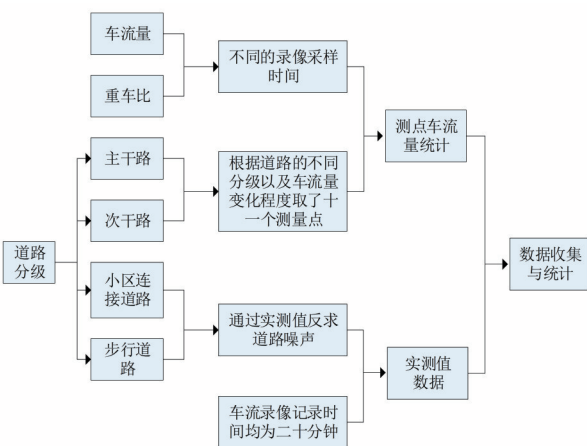 车流量
重车比
不同的录像采样
时间
主干路
次干路
根据道路的不同
分级以及车流量
变化程度取了十
一个测量点
测点车流
量统计
道路
分级
小区连
接道路
步行道
路
通过实测值反求
道路噪声
车流录像记录时
间均为二十分钟
实测值
数据
数据收集
与统计